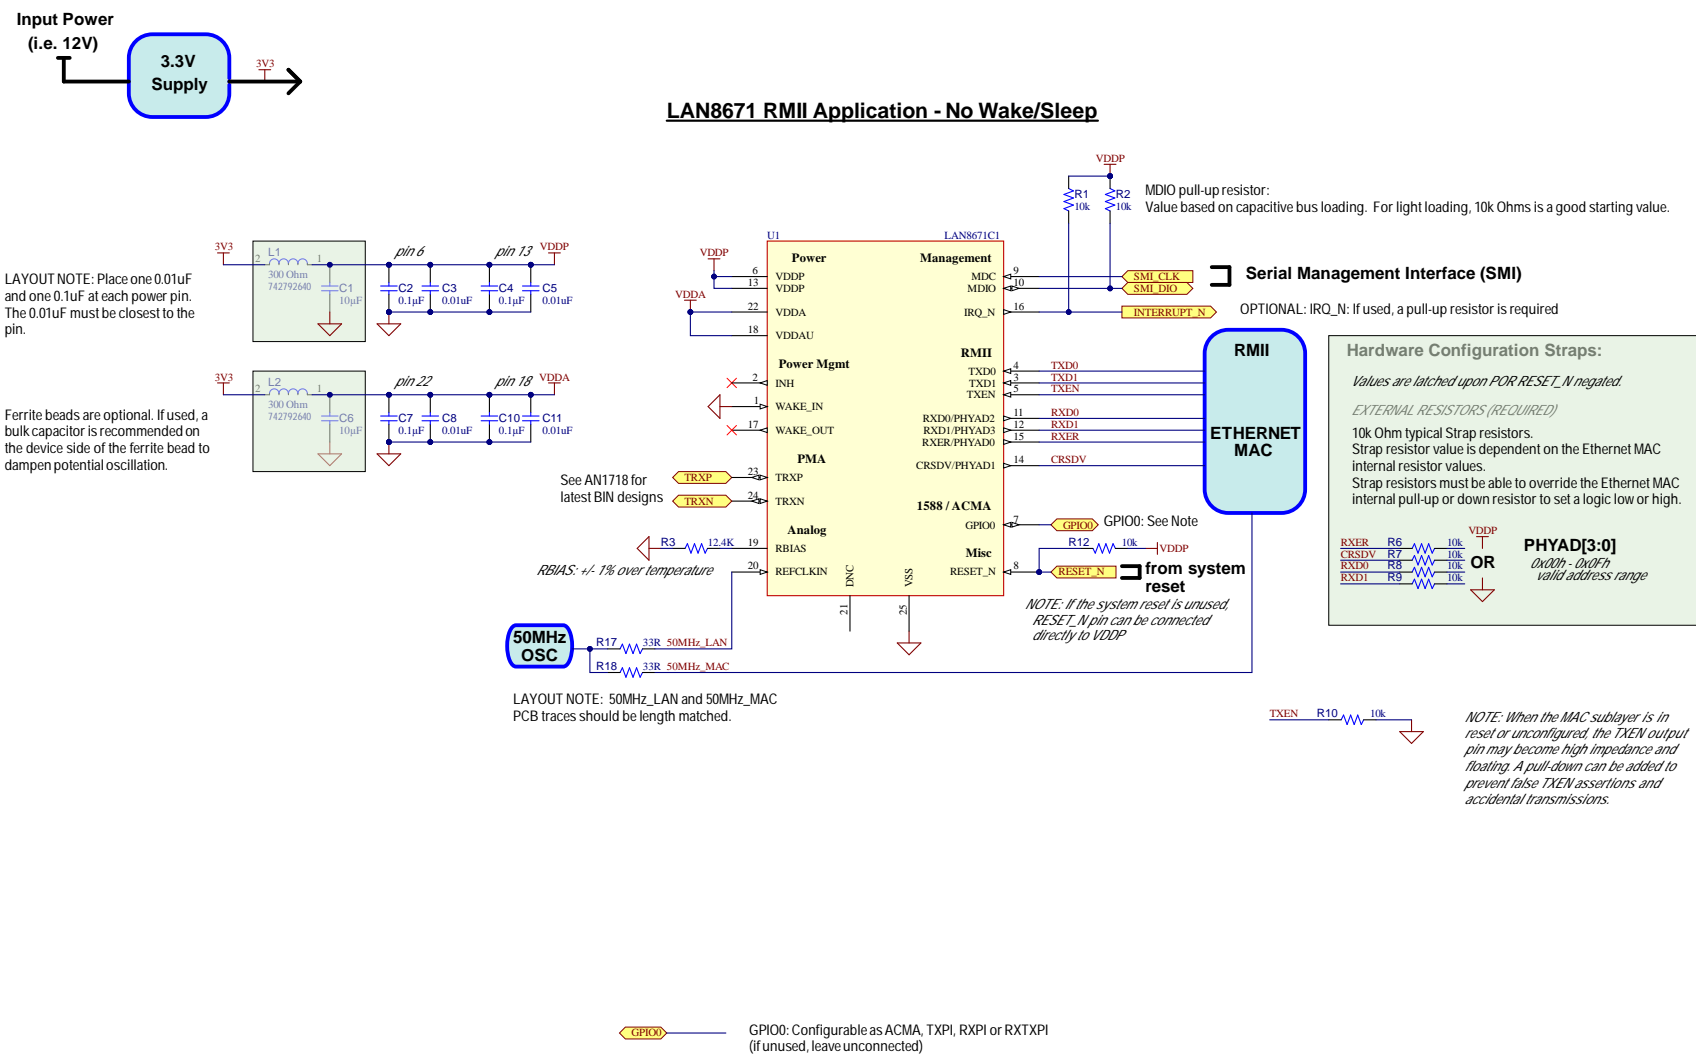 Input Power
(i.e. 12V)
3.3V
Supply
3V3
LAN8671 RMII Application - No Wake/Sleep
VDDP
R1
10k
R2
10k
MDIO pull-up resistor:
Value based on capacitive bus loading. For light loading, 10k Ohms is a good starting value.
LAYOUT NOTE: Place one 0.01uF
and one 0.1uF at each power pin.
The 0.01uF must be closest to the
pin.
3V3
2
L1
1
300 Ohm
742792640
C1
10µF
pin 6
pin 13
VDDP
C2
0.1µF
C3
0.01uF
C4
0.1µF
C5
0.01uF
Ferrite beads are optional. If used, a
bulk capacitor is recommended on
the device side of the ferrite bead to
dampen potential oscillation.
3V3
2
L2
1
300 Ohm
742792640
C6
10µF
pin 22
pin 18
VDDA
C7
0.1µF
C8
0.01uF
C10
0.1µF
C11
0.01uF
U1
LAN8671C1
VDDP
VDDA
Power
6 VDDP
13 VDDP
22 VDDA
18 VDDAU
Power Mgmt
2 INH
1 WAKE_IN
17 WAKE_OUT
PMA
See AN1718 for
latest BIN designs
TRXP 23 TRXP
TRXN 24 TRXN
Analog
R3 12.4K 19 RBIAS
RBIAS: +/- 1% over temperature
20 REFCLKIN
DNC
21
VSS
25
Management
MDC 9 SMI_CLK
MDIO 10 SMI_DIO
Serial Management Interface (SMI)
IRQ_N 16 INTERRUPT_N
OPTIONAL: IRQ_N: If used, a pull-up resistor is required
RMII
TXD0 4 TXD0
TXD1 3 TXD1
TXEN 5 TXEN
RXD0/PHYAD2 11 RXD0
RXD1/PHYAD3 12 RXD1
RXER/PHYAD0 15 RXER
CRSDV/PHYAD1 14 CRSDV
1588 / ACMA
GPIO0 7 GPIO0 GPIO0: See Note
Misc
R12 10k VDDP
RESET_N 8 RESET_N
from system
reset
NOTE: If the system reset is unused,
RESET_N pin can be connected
directly to VDDP
RMII
ETHERNET
MAC
Hardware Configuration Straps:
Values are latched upon POR RESET_N negated.
EXTERNAL RESISTORS (REQUIRED)
10k Ohm typical Strap resistors.
Strap resistor value is dependent on the Ethernet MAC
internal resistor values.
Strap resistors must be able to override the Ethernet MAC
internal pull-up or down resistor to set a logic low or high.
VDDP
RXER R6 10k
CRSDV R7 10k
RXD0 R8 10k
RXD1 R9 10k
OR
PHYAD[3:0]
0x00h - 0x0Fh
valid address range
50MHz
OSC
R17 33R 50MHz_LAN
R18 33R 50MHz_MAC
LAYOUT NOTE: 50MHz_LAN and 50MHz_MAC
PCB traces should be length matched.
TXEN R10 10k
NOTE: When the MAC sublayer is in
reset or unconfigured, the TXEN output
pin may become high impedance and
floating. A pull-down can be added to
prevent false TXEN assertions and
accidental transmissions.
GPIO0
GPIO0: Configurable as ACMA, TXPI, RXPI or RXTXPI
(if unused, leave unconnected)